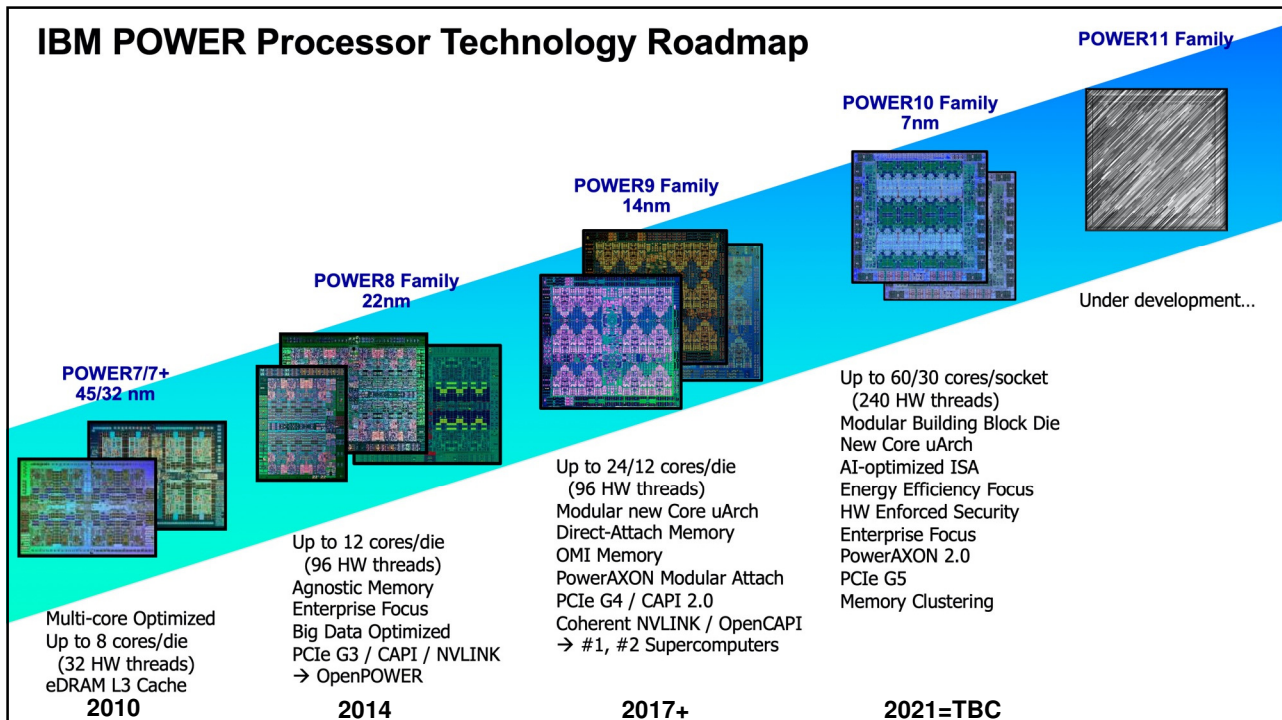 IBM POWER Processor Technology Roadmap
POWER7/7+
45/32 nm
Multi-core Optimized
Up to 8 cores/die
(32 HW threads)
eDRAM L3 Cache
2010
POWER8 Family
22nm
Up to 12 cores/die
(96 HW threads)
Agnostic Memory
Enterprise Focus
Big Data Optimized
PCIe G3 / CAPI / NVLINK
→ OpenPOWER
2014
POWER9 Family
14nm
Up to 24/12 cores/die
(96 HW threads)
Modular new Core uArch
Direct-Attach Memory
OMI Memory
PowerAXON Modular Attach
PCIe G4 / CAPI 2.0
Coherent NVLINK / OpenCAPI
→ #1, #2 Supercomputers
2017+
POWER10 Family
7nm
Up to 60/30 cores/socket
(240 HW threads)
Modular Building Block Die
New Core uArch
AI-optimized ISA
Energy Efficiency Focus
HW Enforced Security
Enterprise Focus
PowerAXON 2.0
PCIe G5
Memory Clustering
2021=TBC
POWER11 Family
Under development...